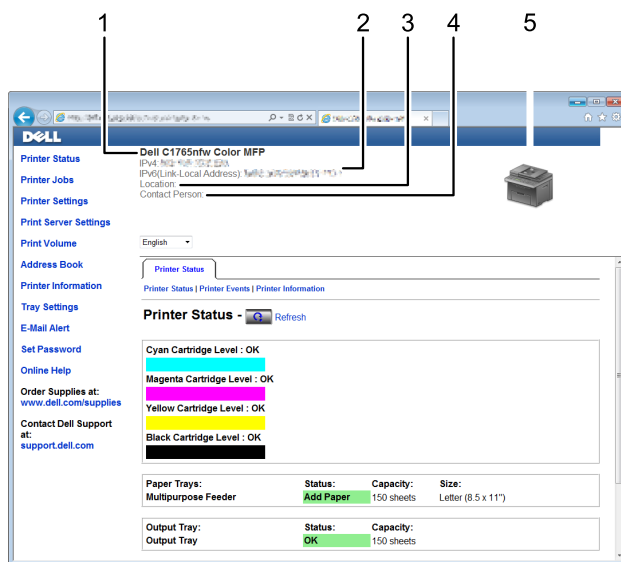 1 2 3 4 5
DELL
Dell C1765nfw Color MFP
IPv4:
IPv6(Link-Local Address):
Location:
Contact Person:
Printer Status
Printer Jobs
Printer Settings
Print Server Settings
Print Volume
Address Book
Printer Information
Tray Settings
E-Mail Alert
Set Password
Online Help
Order Supplies at:
www.dell.com/supplies
Contact Dell Support
at:
support.dell.com
English
Printer Status
Printer Status | Printer Events | Printer Information
Printer Status - Refresh
Cyan Cartridge Level : OK
Magenta Cartridge Level : OK
Yellow Cartridge Level : OK
Black Cartridge Level : OK
Paper Trays: Status: Capacity: Size:
Multipurpose Feeder Add Paper 150 sheets Letter (8.5 x 11")
Output Tray: Status: Capacity:
Output Tray OK 150 sheets